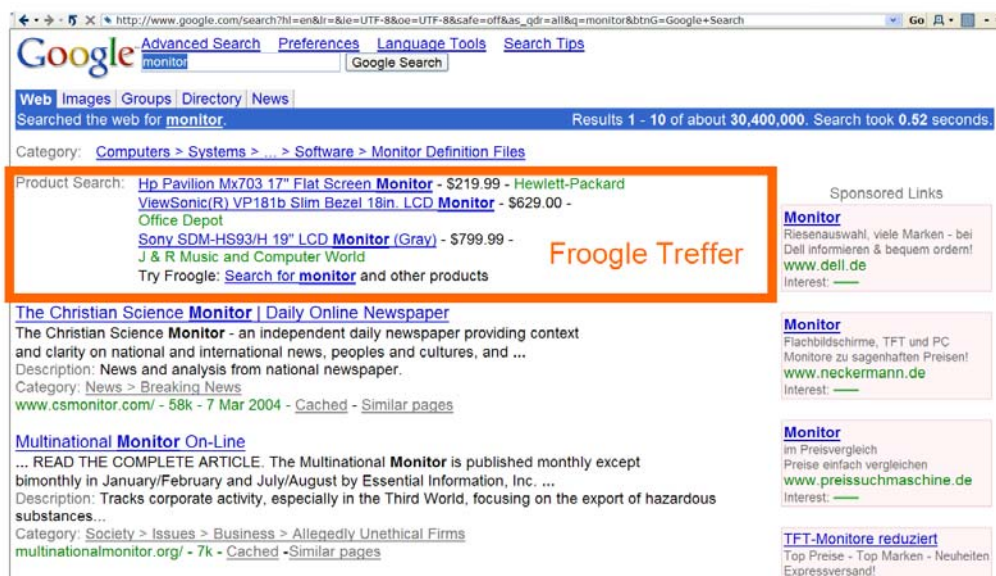 http://www.google.com/search?hl=en&lr=&ie=UTF-8&oe=UTF-8&safe=off&as_qdr=all&q=monitor&btnG=Google+Search Go
Google Advanced Search Preferences Language Tools Search Tips
monitor Google Search
Web Images Groups Directory News
Searched the web for monitor. Results 1 - 10 of about 30,400,000. Search took 0.52 seconds.
Category: Computers > Systems > ... > Software > Monitor Definition Files
Product Search: Hp Pavilion Mx703 17" Flat Screen Monitor - $219.99 - Hewlett-Packard
ViewSonic(R) VP181b Slim Bezel 18in. LCD Monitor - $629.00 -
Office Depot
Sony SDM-HS93/H 19" LCD Monitor (Gray) - $799.99 -
J & R Music and Computer World
Try Froogle: Search for monitor and other products
Froogle Treffer
The Christian Science Monitor | Daily Online Newspaper
The Christian Science Monitor - an independent daily newspaper providing context
and clarity on national and international news, peoples and cultures, and ...
Description: News and analysis from national newspaper.
Category: News > Breaking News
www.csmonitor.com/ - 58k - 7 Mar 2004 - Cached - Similar pages
Multinational Monitor On-Line
... READ THE COMPLETE ARTICLE. The Multinational Monitor is published monthly except
bimonthly in January/February and July/August by Essential Information, Inc. ...
Description: Tracks corporate activity, especially in the Third World, focusing on the export of hazardous
substances...
Category: Society > Issues > Business > Allegedly Unethical Firms
multinationalmonitor.org/ - 7k - Cached -Similar pages
Sponsored Links
Monitor
Riesenauswahl, viele Marken - bei
Dell informieren & bequem ordern!
www.dell.de
Interest:
Monitor
Flachbildschirme, TFT und PC
Monitore zu sagenhaften Preisen!
www.neckermann.de
Interest:
Monitor
im Preisvergleich
Preise einfach vergleichen
www.preissuchmaschine.de
Interest:
TFT-Monitore reduziert
Top Preise - Top Marken - Neuheiten
Expressversand!